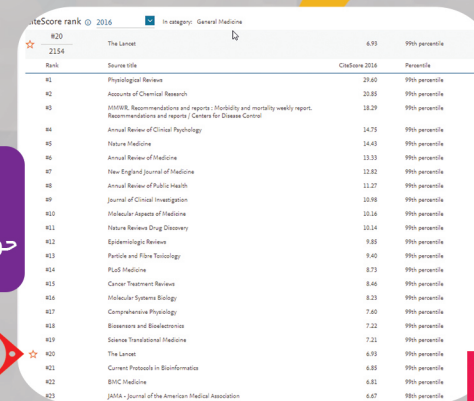 iteScore rank 2016 In category: General Medicine
#20
2154
The Lancet 6.93 99th percentile
Rank Source title CiteScore 2016 Percentile
#1 Physiological Reviews 29.60 99th percentile
#2 Accounts of Chemical Research 20.85 99th percentile
#3 MMWR. Recommendations and reports : Morbidity and mortality weekly report. 18.29 99th percentile
Recommendations and reports / Centers for Disease Control
#4 Annual Review of Clinical Psychology 14.75 99th percentile
#5 Nature Medicine 14.43 99th percentile
#6 Annual Review of Medicine 13.33 99th percentile
#7 New England Journal of Medicine 12.82 99th percentile
#8 Annual Review of Public Health 11.27 99th percentile
#9 Journal of Clinical Investigation 10.98 99th percentile
#10 Molecular Aspects of Medicine 10.16 99th percentile
#11 Nature Reviews Drug Discovery 10.14 99th percentile
#12 Epidemiologic Reviews 9.85 99th percentile
#13 Particle and Fibre Toxicology 9.40 99th percentile
#14 PLoS Medicine 8.73 99th percentile
#15 Cancer Treatment Reviews 8.46 99th percentile
#16 Molecular Systems Biology 8.23 99th percentile
#17 Comprehensive Physiology 7.60 99th percentile
#18 Biosensors and Bioelectronics 7.22 99th percentile
#19 Science Translational Medicine 7.21 99th percentile
#20 The Lancet 6.93 99th percentile
#21 Current Protocols in Bioinformatics 6.85 99th percentile
#22 BMC Medicine 6.81 99th percentile
#23 JAMA - Journal of the American Medical Association 6.67 98th percentile